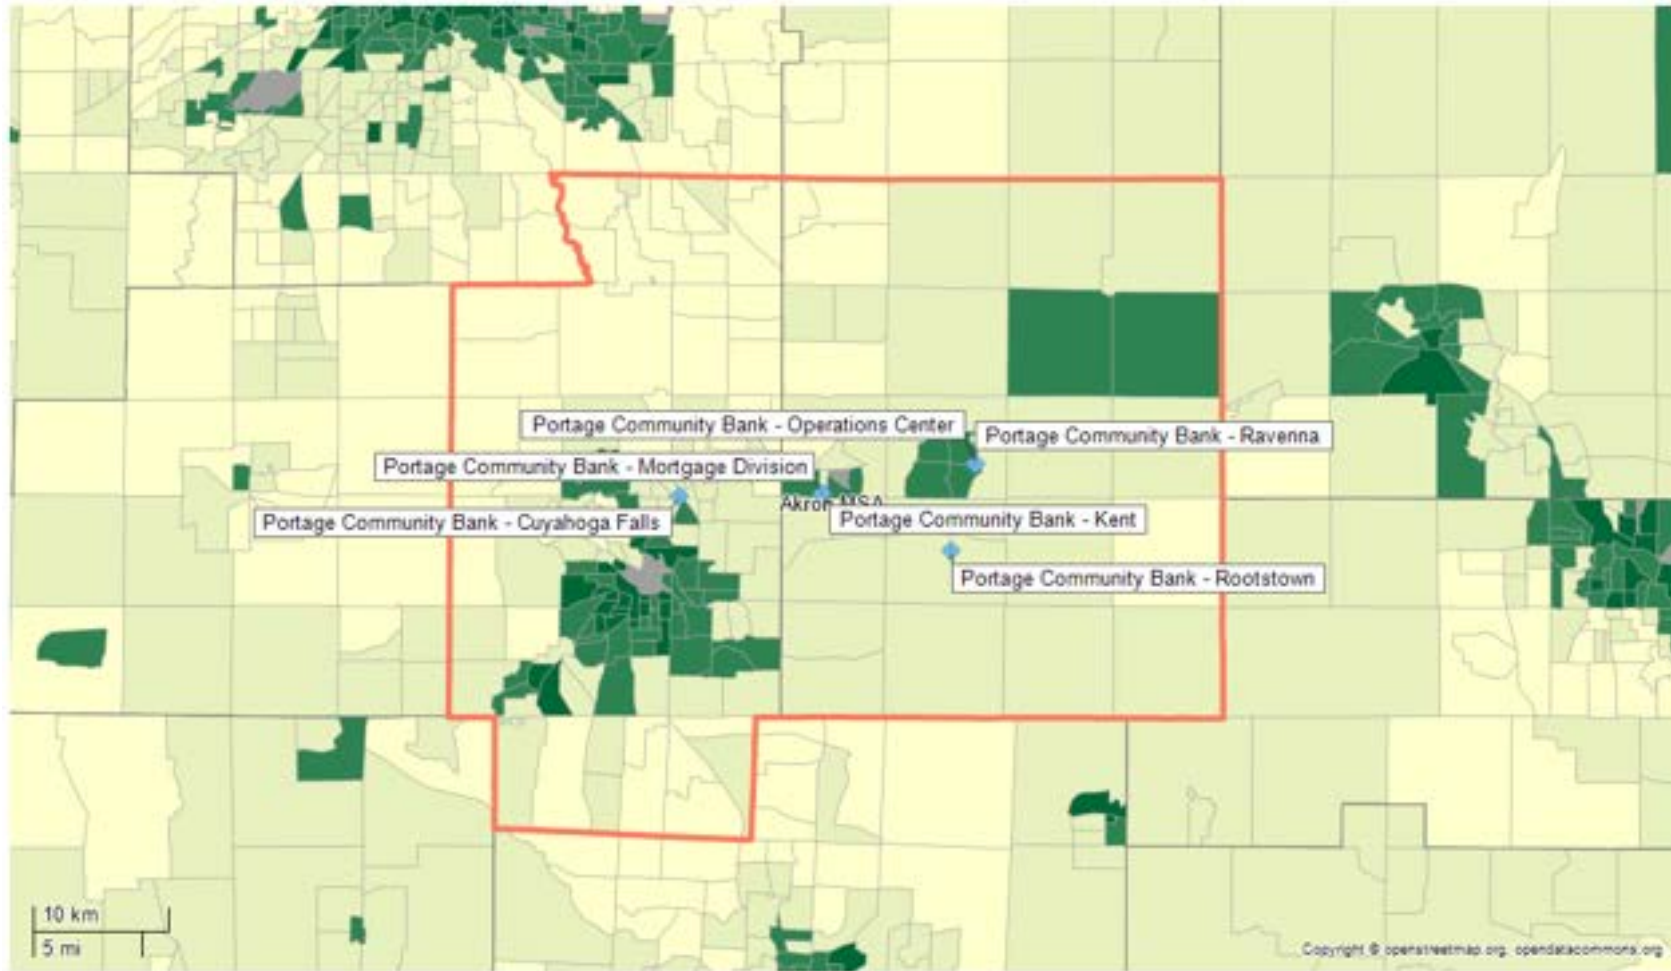 Portage Community Bank - Operations Center
Portage Community Bank - Ravenna
Portage Community Bank - Mortgage Division
Akron MSA
Portage Community Bank - Cuyahoga Falls
Portage Community Bank - Kent
Portage Community Bank - Rootstown
10 km
5 mi
Copyright © openstreetmap.org, opendatacommons.org